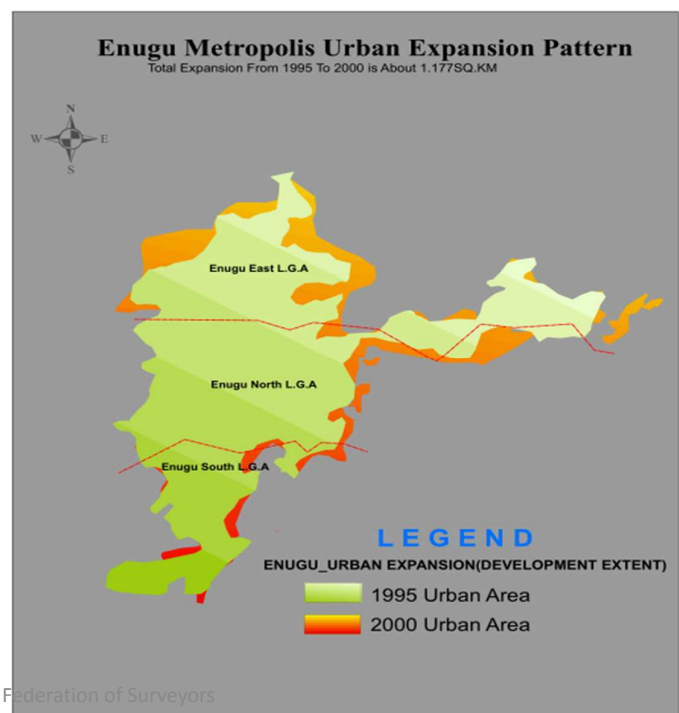 Enugu Metropolis Urban Expansion Pattern
Total Expansion From 1995 To 2000 is About 1.177SQ.KM
N
W E
S
Enugu East L.G.A
Enugu North L.G.A
Enugu South L.G.A
LEGEND
ENUGU_URBAN EXPANSION(DEVELOPMENT EXTENT)
1995 Urban Area
2000 Urban Area
Federation of Surveyors